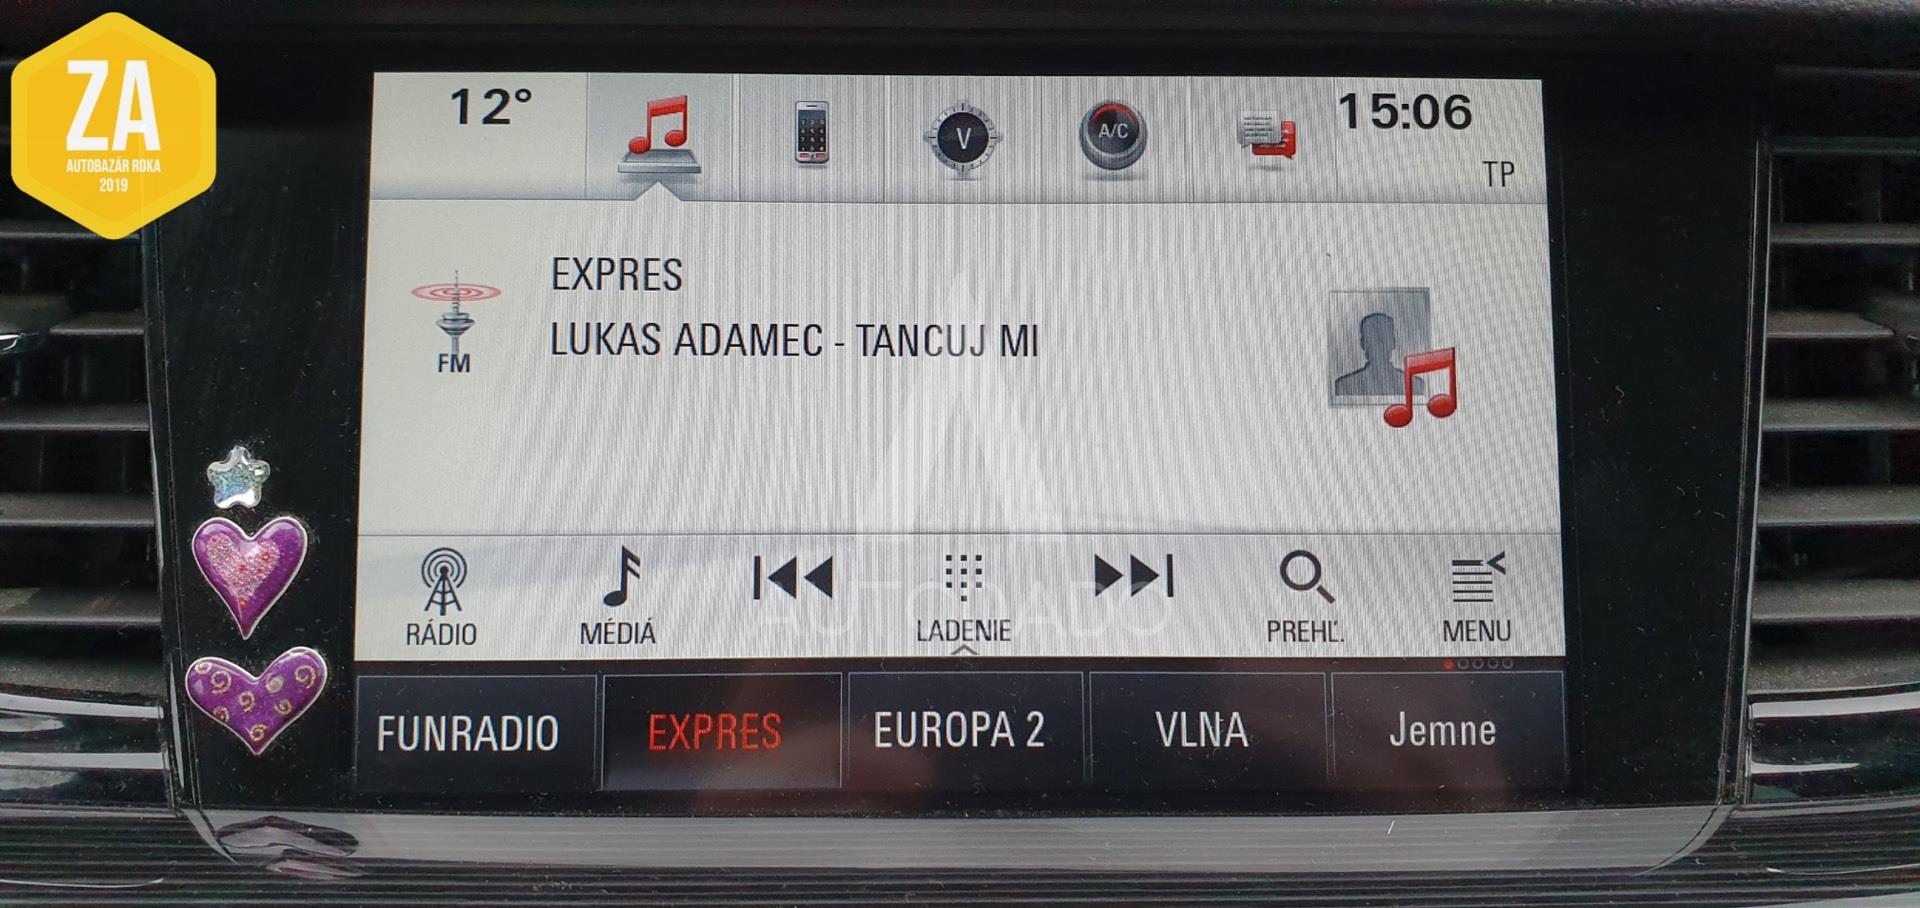 ZA
AUTOBAZÁR ROKA
2019
12°
V
A/C
15:06
TP
EXPRES
LUKAS ADAMEC - TANCUJ MI
FM
RÁDIO
MÉDIÁ
LADENIE
PREHĽ.
MENU
FUNRADIO
EXPRES
EUROPA 2
VLNA
Jemne